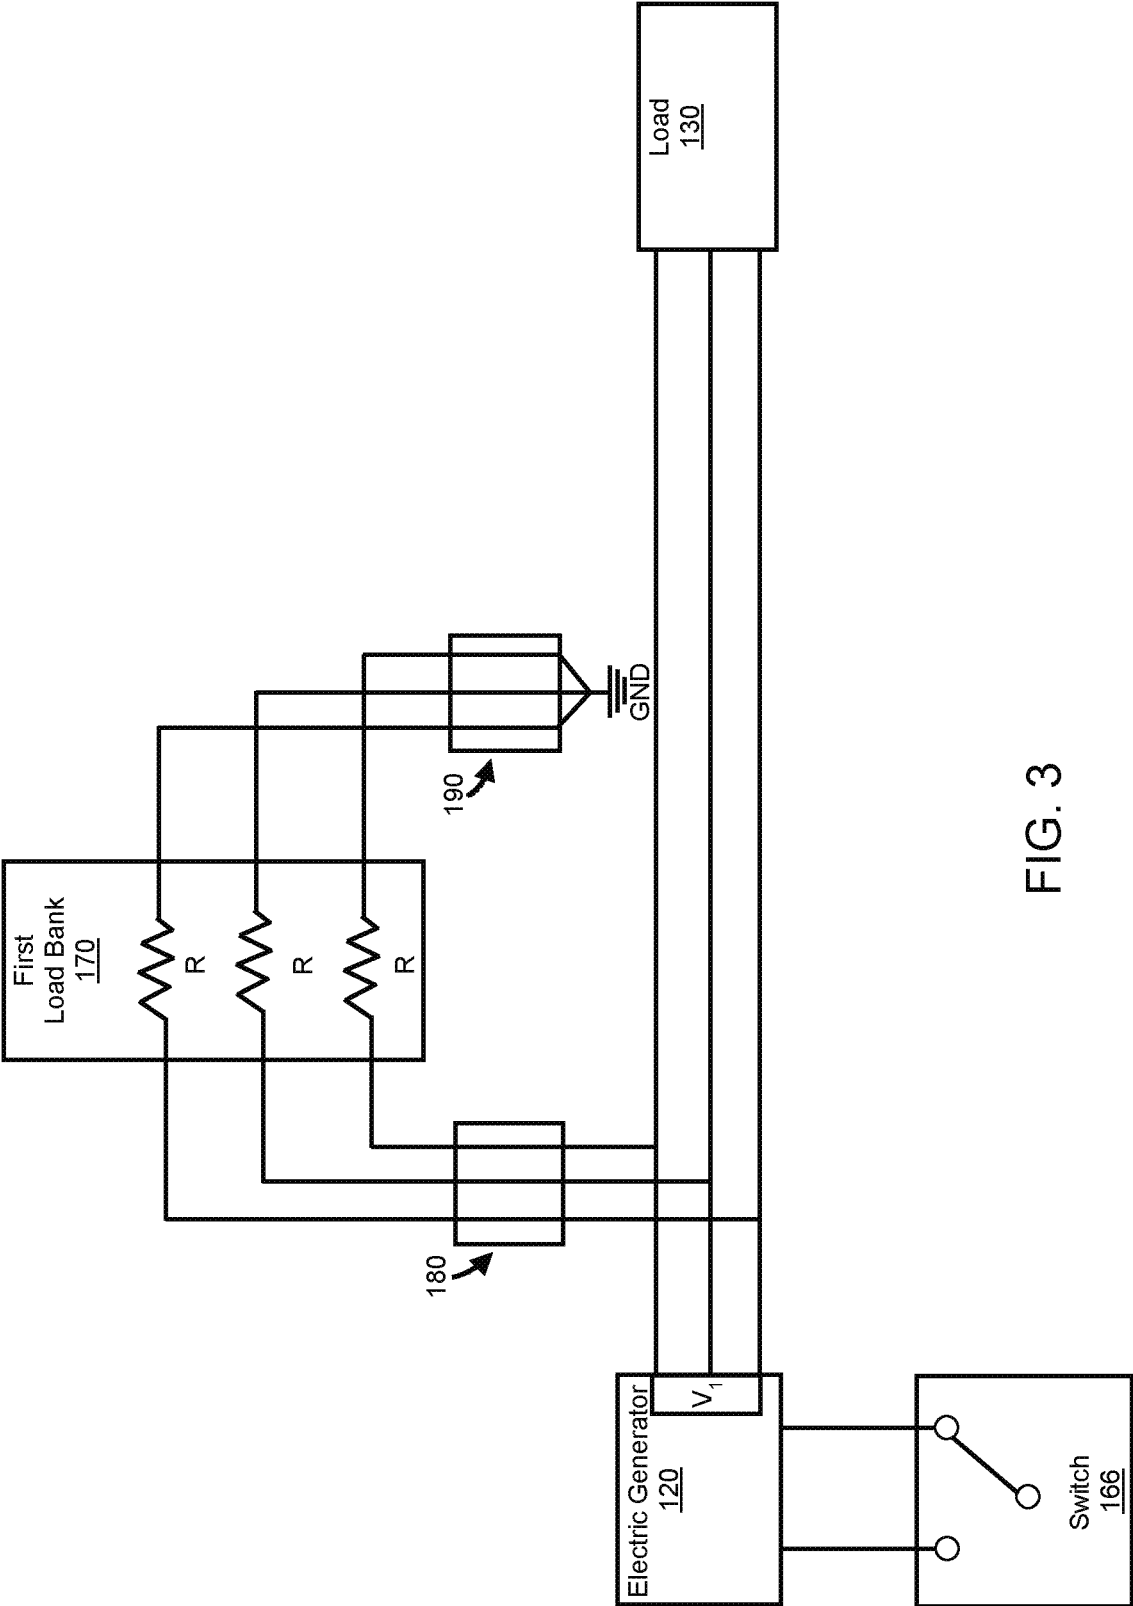 First
Load Bank
170
R
R
R
180
190
GND
Electric Generator
120
V1
Load
130
Switch
166
FIG. 3